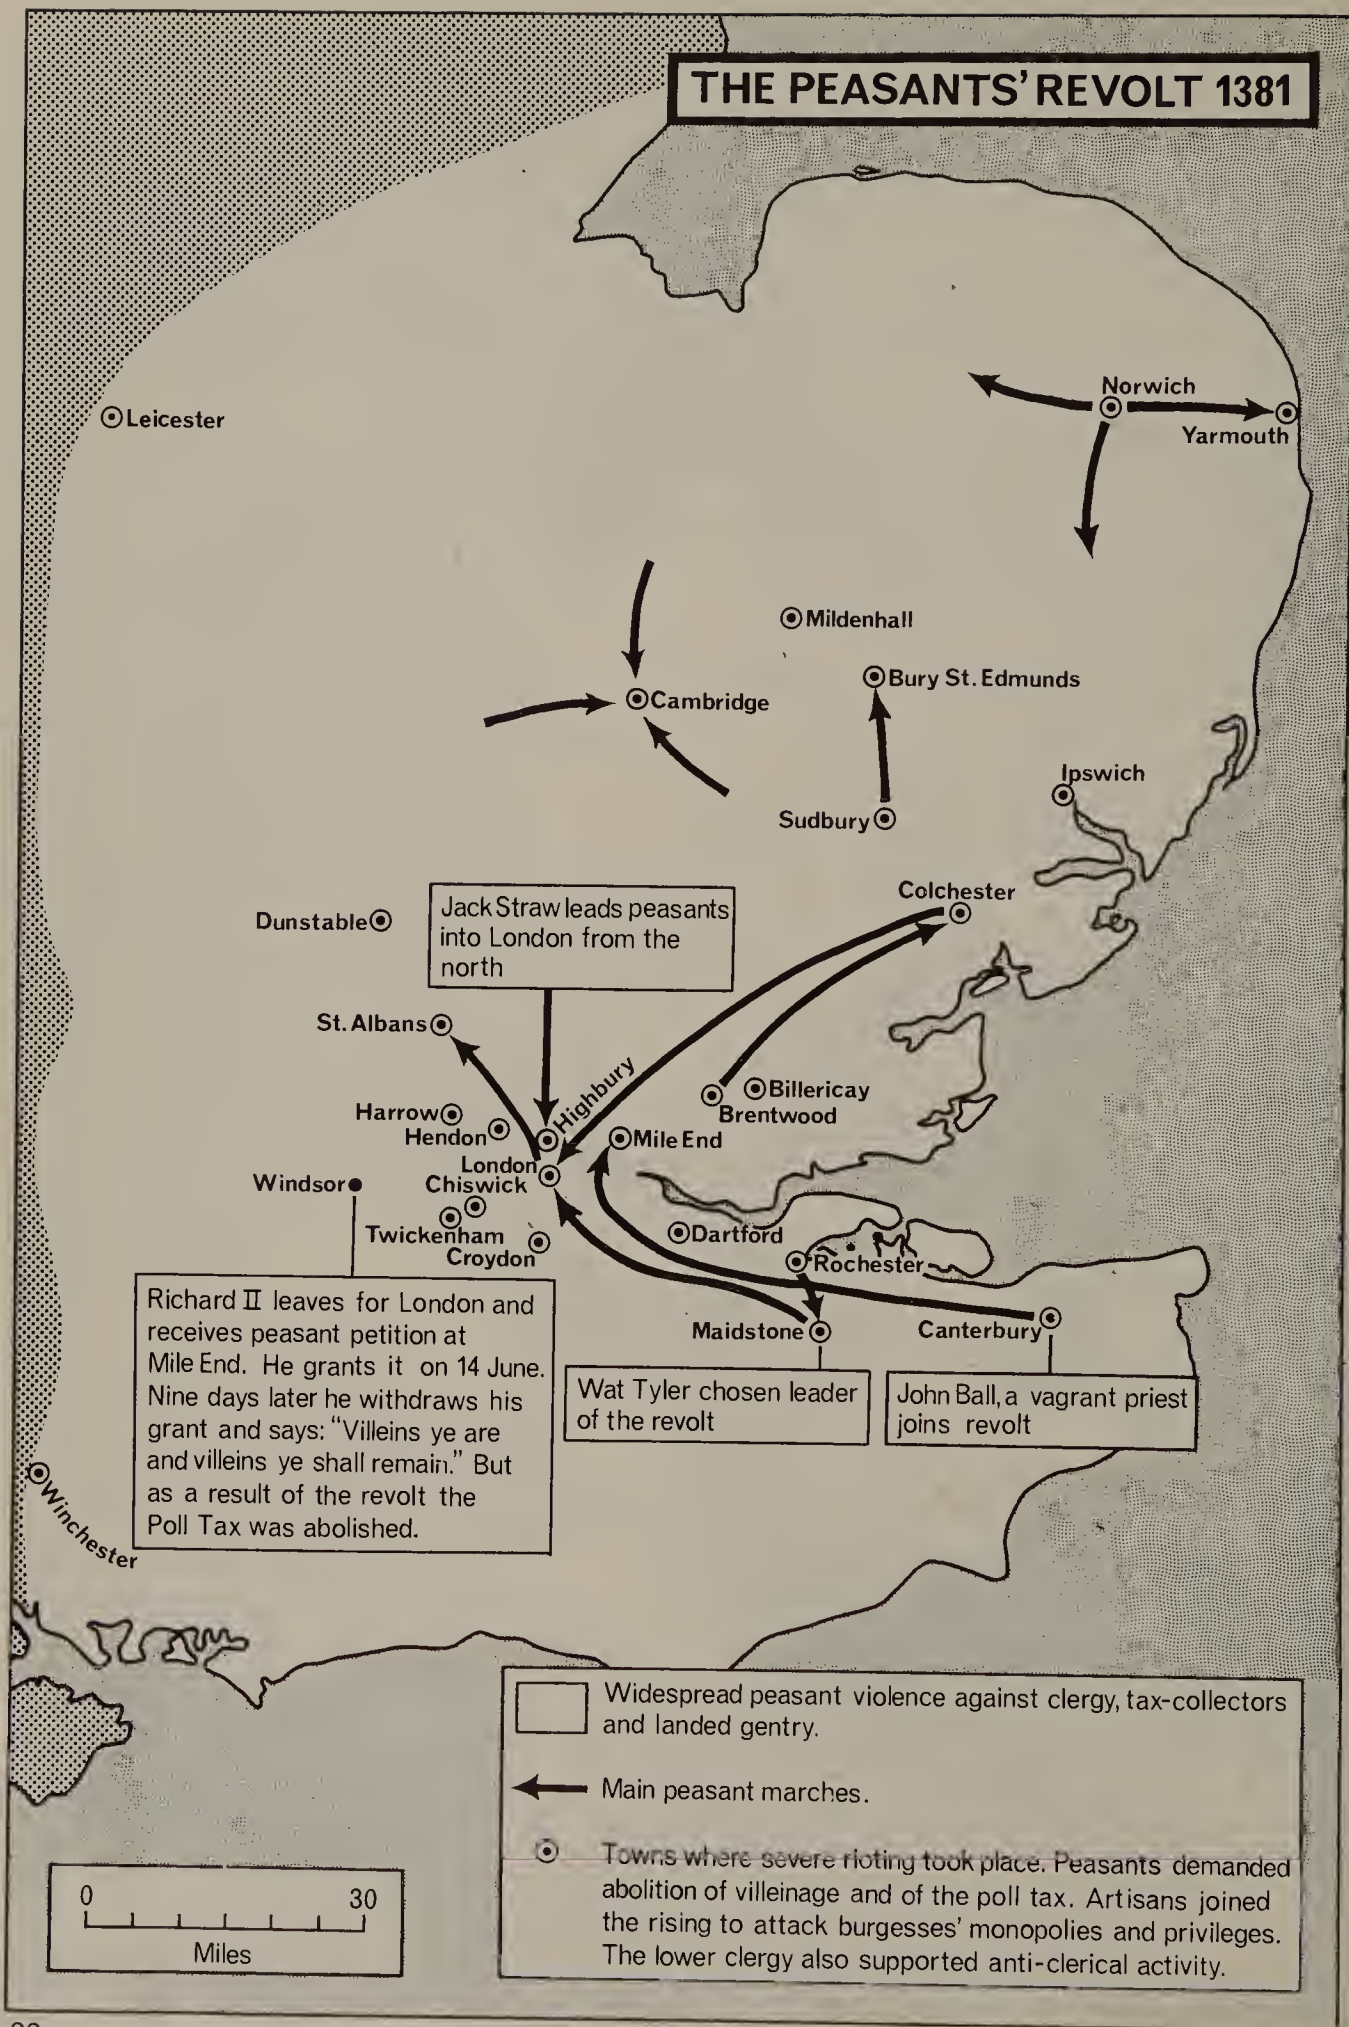 THE PEASANTS' REVOLT 1381
Norwich
Yarmouth
Leicester
Mildenhall
Bury St. Edmunds
Cambridge
Ipswich
Sudbury
Colchester
Jack Straw leads peasants
into London from the
north
Dunstable
St. Albans
Highbury
Billericay
Brentwood
Harrow
Hendon
Mile End
London
Chiswick
Windsor
Twickenham
Croydon
Dartford
Rochester
Maidstone
Canterbury
Richard II leaves for London and
receives peasant petition at
Mile End. He grants it on 14 June.
Nine days later he withdraws his
grant and says: "Villeins ye are
and villeins ye shall remain." But
as a result of the revolt the
Poll Tax was abolished.
Wat Tyler chosen leader
of the revolt
John Ball, a vagrant priest
joins revolt
Winchester
Widespread peasant violence against clergy, tax-collectors
and landed gentry.
Main peasant marches.
Towns where severe rioting took place. Peasants demanded
abolition of villeinage and of the poll tax. Artisans joined
the rising to attack burgesses' monopolies and privileges.
The lower clergy also supported anti-clerical activity.
0 30
Miles